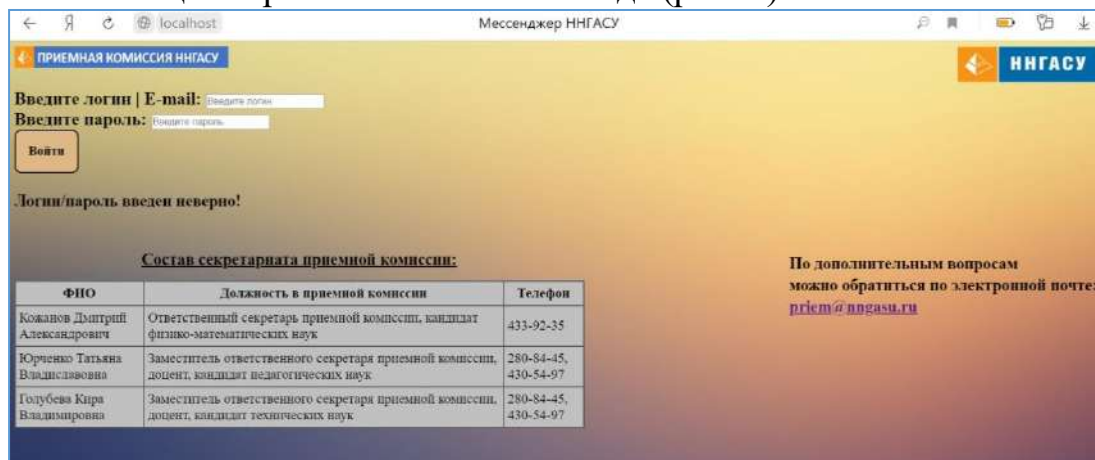 localhost
Мессенджер ННГАСУ
ПРИЕМНАЯ КОМИССИЯ ННГАСУ
ННГАСУ
Введите логин | E-mail: Введите логин
Введите пароль: Введите пароль
Войти
Логин/пароль введен неверно!
Состав секретариата приемной комиссии:
ФИО Должность в приемной комиссии Телефон
Кожанов Дмитрий Ответственный секретарь приемной комиссии, кандидат 433-92-35
Александрович физико-математических наук
Юрченко Татьяна Заместитель ответственного секретаря приемной комиссии, 280-84-45,
Владиславовна доцент, кандидат педагогических наук 430-54-97
Голубева Кира Заместитель ответственного секретаря приемной комиссии, 280-84-45,
Владимировна доцент, кандидат технических наук 430-54-97
По дополнительным вопросам
можно обратиться по электронной почте:
priem@nngasu.ru